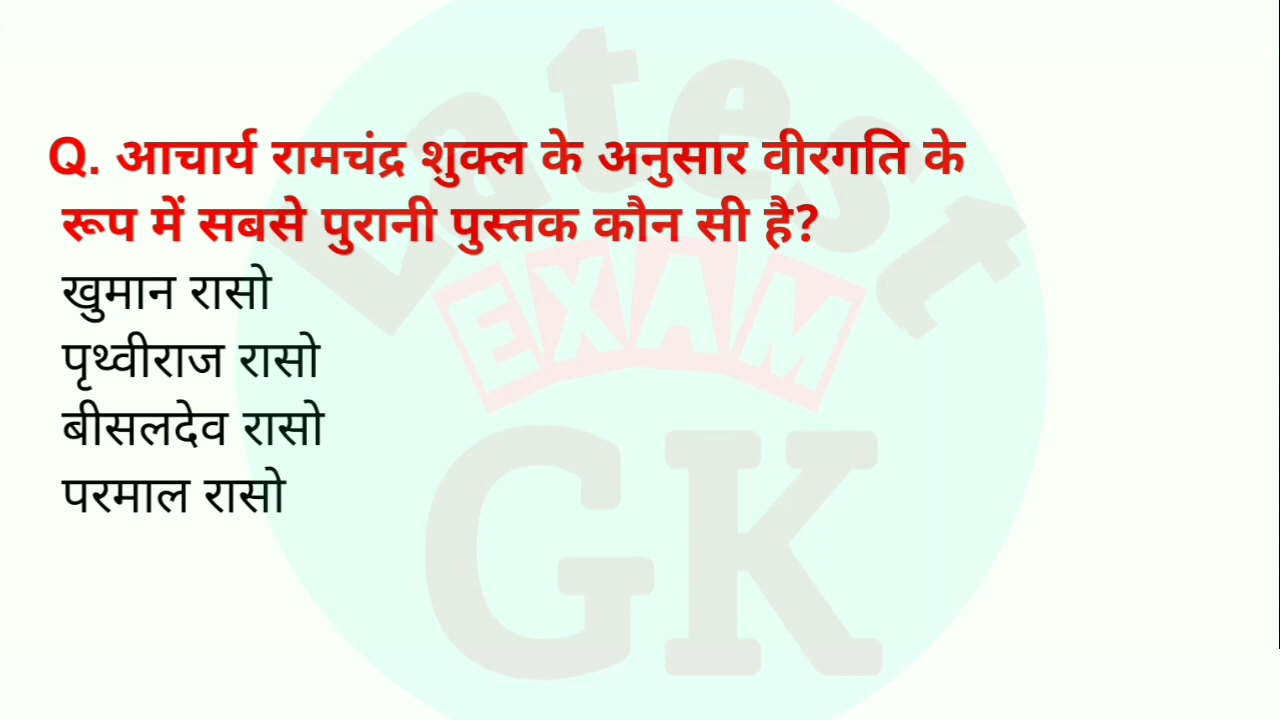 Latest
Q. आचार्य रामचंद्र शुक्ल के अनुसार वीरगति के
रूप में सबसे पुरानी पुस्तक कौन सी है?
खुमान रासो
पृथ्वीराज रासो
बीसलदेव रासो
परमाल रासो
EXAM
GK